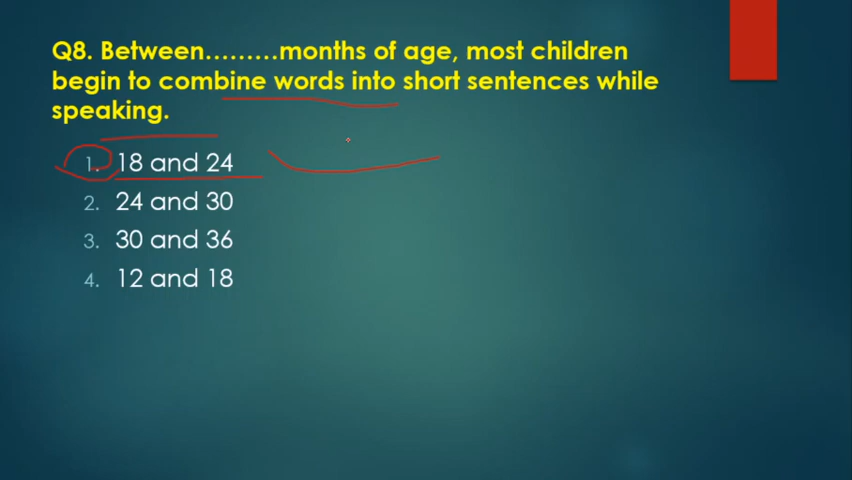 Q8. Between.........months of age, most children
begin to combine words into short sentences while
speaking.
1. 18 and 24
2. 24 and 30
3. 30 and 36
4. 12 and 18